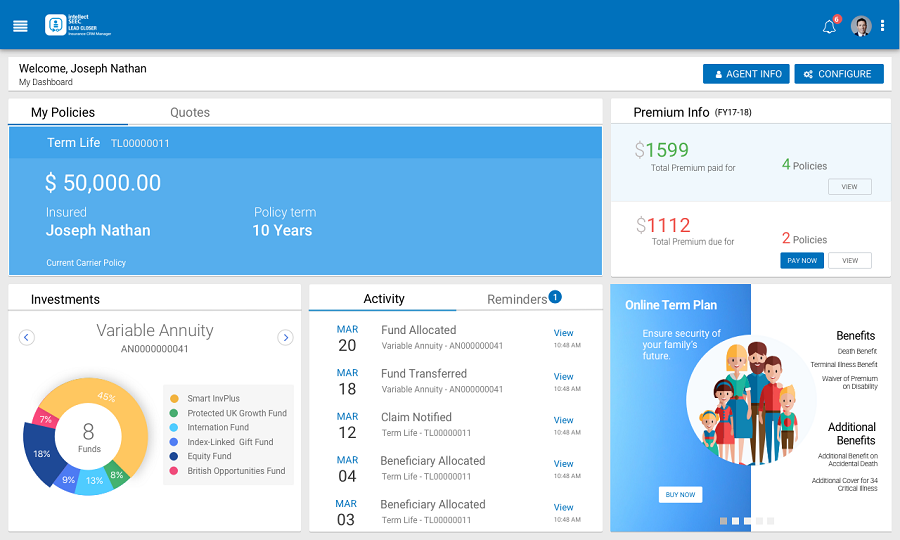 intellect
SEEC
LEAD CLOSER
Insurance CRM Manager
6
Welcome, Joseph Nathan
My Dashboard
AGENT INFO
CONFIGURE
My Policies
Quotes
Term Life TL00000011
$ 50,000.00
Insured
Joseph Nathan
Policy term
10 Years
Current Carrier Policy
Premium Info (FY17-18)
$1599
Total Premium paid for
4 Policies
VIEW
$1112
Total Premium due for
2 Policies
PAY NOW
VIEW
Investments
Variable Annuity
AN0000000041
45%
7%
18%
9%
13%
8%
8
Funds
Smart InvPlus
Protected UK Growth Fund
Internation Fund
Index-Linked Gift Fund
Equity Fund
British Opportunities Fund
Activity
Reminders 1
MAR
20
Fund Allocated
Variable Annuity - AN000000041
View
10:48 AM
MAR
18
Fund Transferred
Variable Annuity - AN000000041
View
10:48 AM
MAR
12
Claim Notified
Term Life - TL00000011
View
10:48 AM
MAR
04
Beneficiary Allocated
Term Life - TL00000011
View
10:48 AM
MAR
03
Beneficiary Allocated
Term Life - TL00000011
View
10:48 AM
Online Term Plan
Ensure security of
your family's
future.
BUY NOW
Benefits
Death Benefit
Terminal Illness Benefit
Waiver of Premium
on Disability
Additional
Benefits
Additional Benefit on
Accidental Death
Additional Cover for 34
Critical Illness